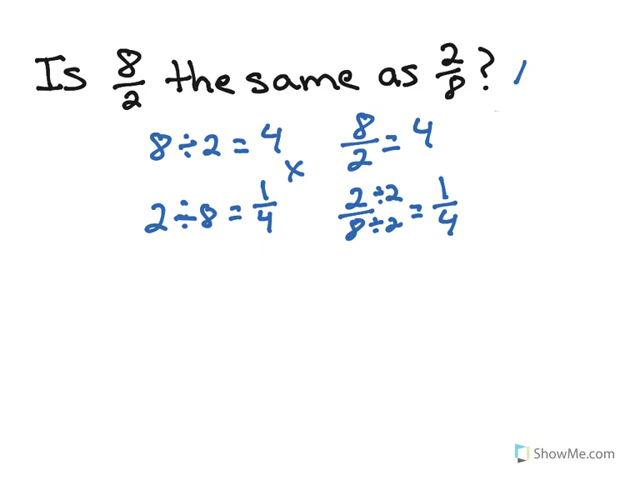 Is 8/2 the same as 2/8?
8 ÷ 2 = 4
8/2 = 4
x
2 ÷ 8 = 1/4
2÷2/8÷2 = 1/4
ShowMe.com